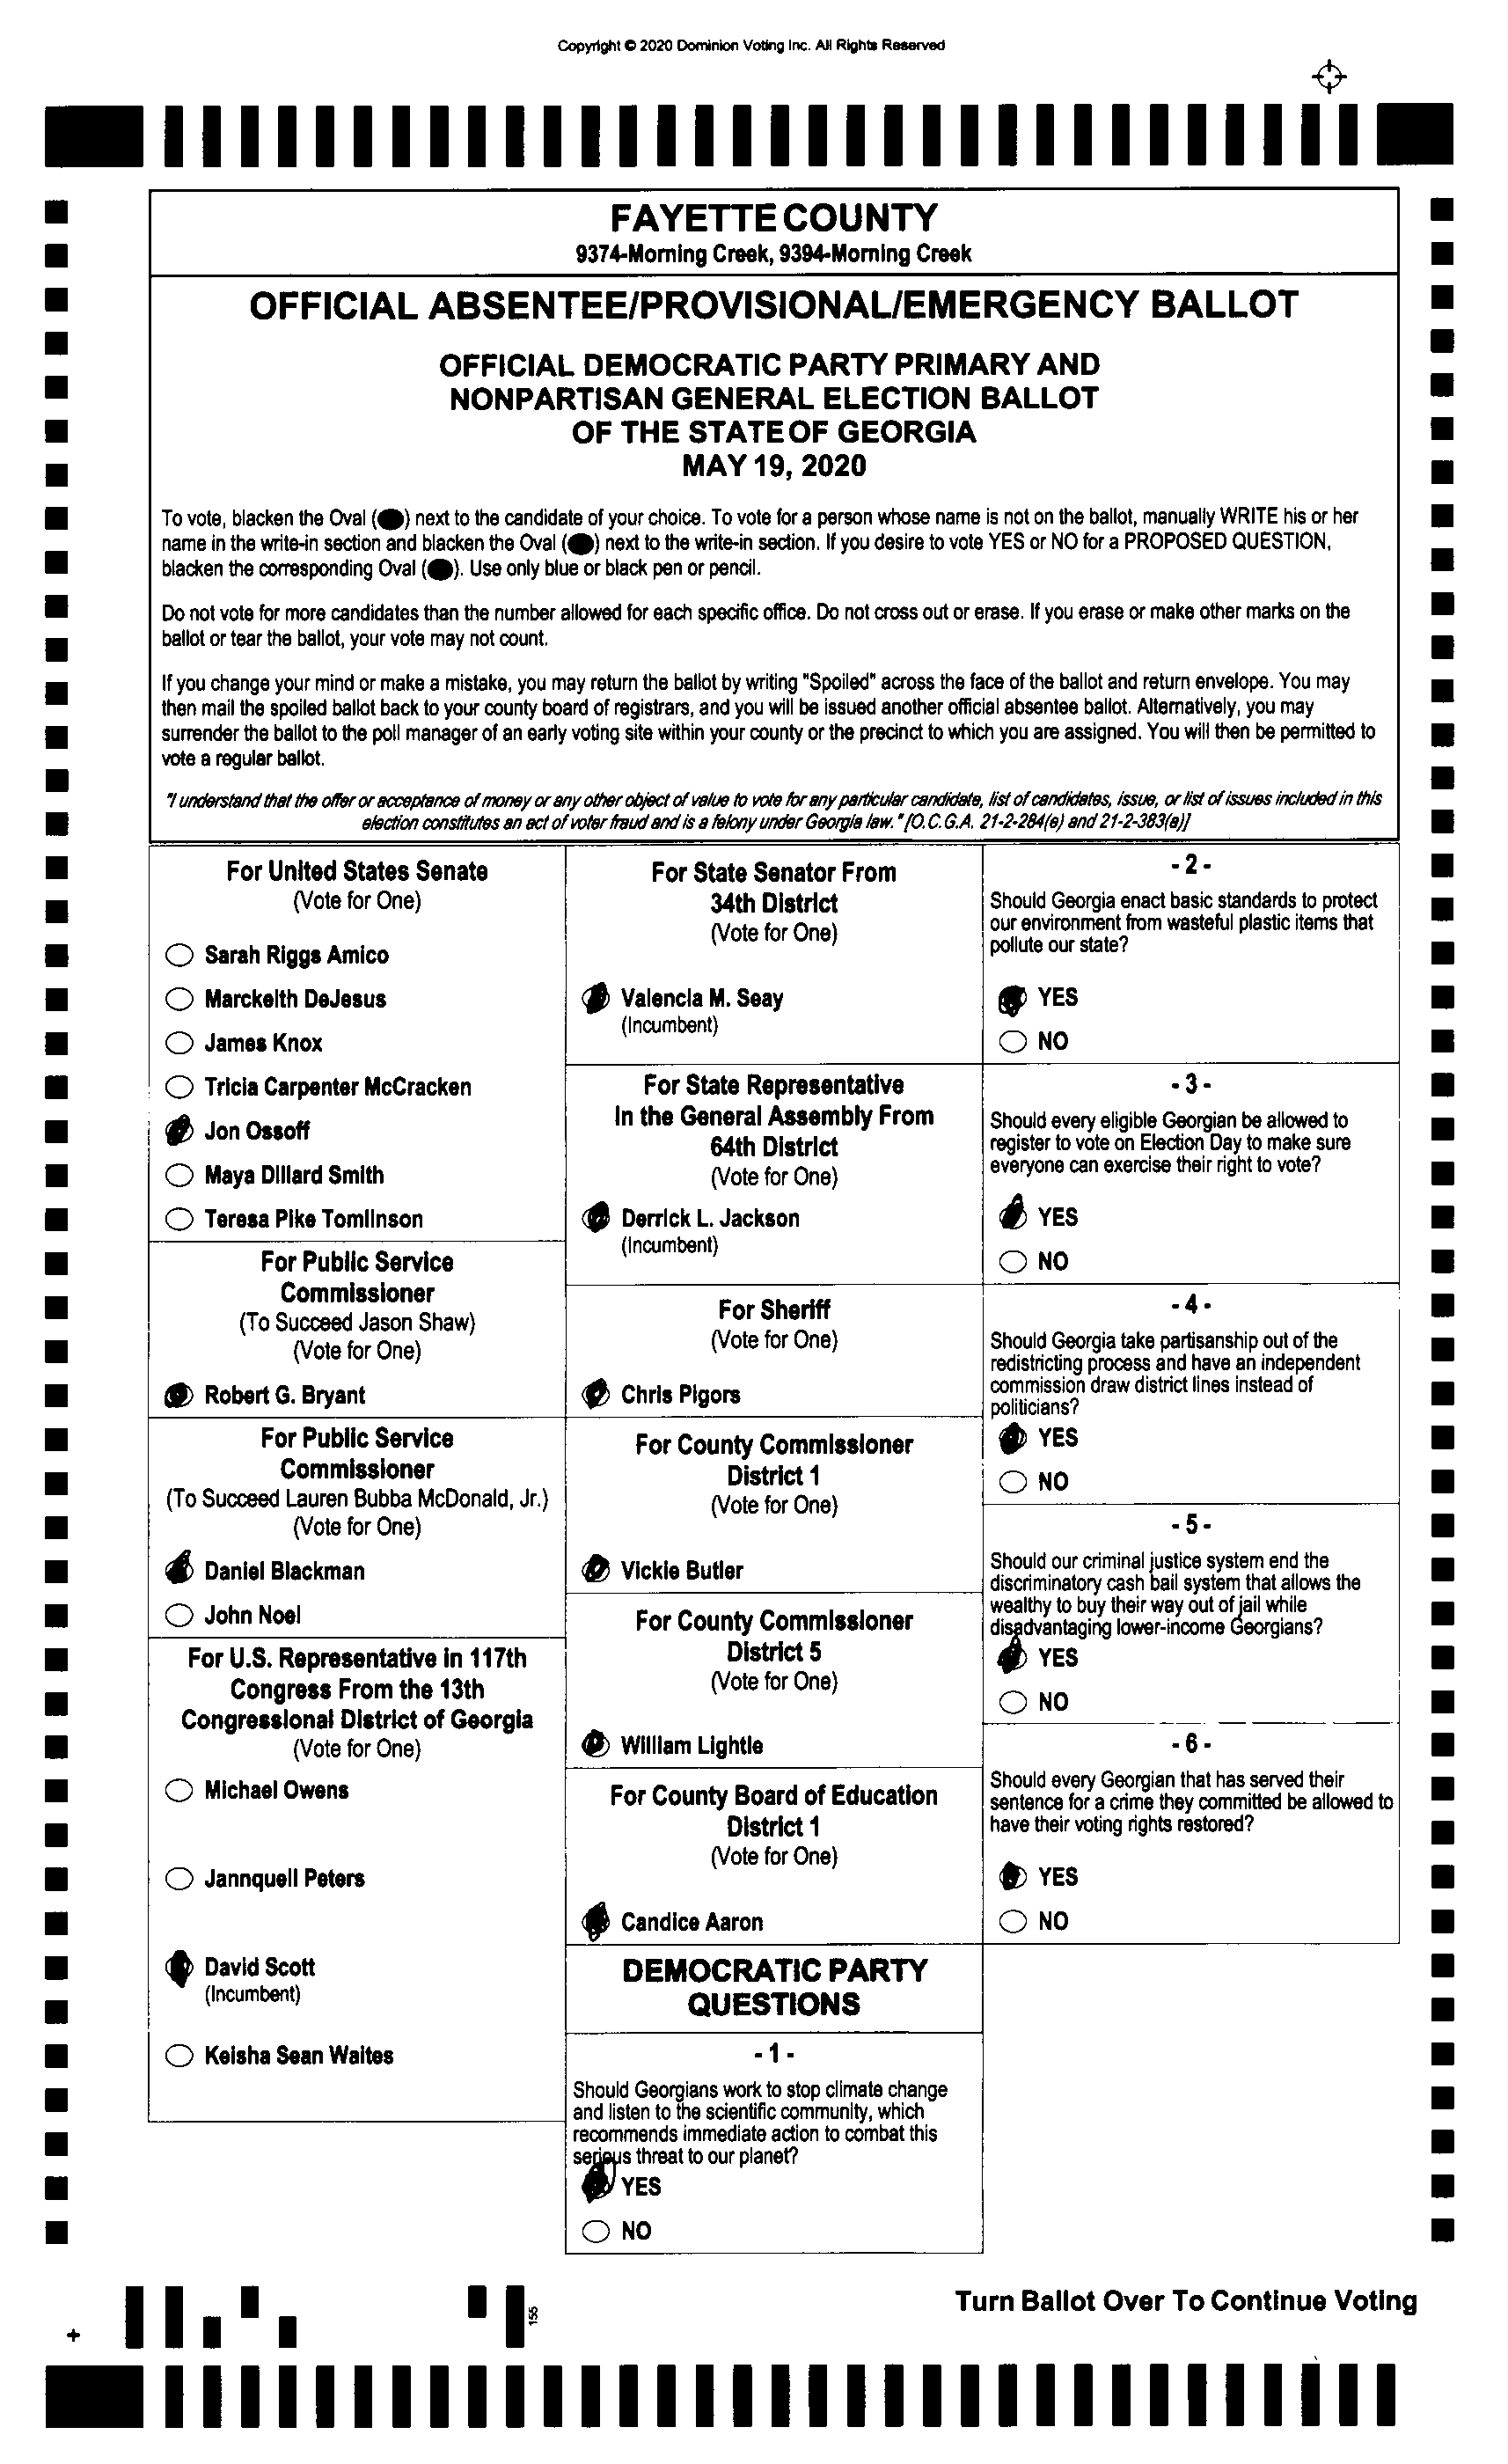 Copyright © 2020 Dominion Voting Inc. All Rights Reserved
FAYETTE COUNTY
9374-Morning Creek, 9394-Morning Creek
OFFICIAL ABSENTEE/PROVISIONAL/EMERGENCY BALLOT
OFFICIAL DEMOCRATIC PARTY PRIMARY AND
NONPARTISAN GENERAL ELECTION BALLOT
OF THE STATE OF GEORGIA
MAY 19, 2020
To vote, blacken the Oval ( ) next to the candidate of your choice. To vote for a person whose name is not on the ballot, manually WRITE his or her
name in the write-in section and blacken the Oval ( ) next to the write-in section. If you desire to vote YES or NO for a PROPOSED QUESTION,
blacken the corresponding Oval ( ). Use only blue or black pen or pencil.
Do not vote for more candidates than the number allowed for each specific office. Do not cross out or erase. If you erase or make other marks on the
ballot or tear the ballot, your vote may not count.
If you change your mind or make a mistake, you may return the ballot by writing "Spoiled" across the face of the ballot and return envelope. You may
then mail the spoiled ballot back to your county board of registrars, and you will be issued another official absentee ballot. Alternatively, you may
surrender the ballot to the poll manager of an early voting site within your county or the precinct to which you are assigned. You will then be permitted to
vote a regular ballot.
"I understand that the offer or acceptance of money or any other object of value to vote for any particular candidate, list of candidates, issue, or list of issues included in this
election constitutes an act of voter fraud and is a felony under Georgia law." [O.C.G.A. 21-2-284(e) and 21-2-383(a)]
For United States Senate
(Vote for One)
Sarah Riggs Amico
Marckeith DeJesus
James Knox
Tricia Carpenter McCracken
Jon Ossoff
Maya Dillard Smith
Teresa Pike Tomlinson
For Public Service
Commissioner
(To Succeed Jason Shaw)
(Vote for One)
Robert G. Bryant
For Public Service
Commissioner
(To Succeed Lauren Bubba McDonald, Jr.)
(Vote for One)
Daniel Blackman
John Noel
For U.S. Representative in 117th
Congress From the 13th
Congressional District of Georgia
(Vote for One)
Michael Owens
Jannquell Peters
David Scott
(Incumbent)
Keisha Sean Waites
For State Senator From
34th District
(Vote for One)
Valencia M. Seay
(Incumbent)
For State Representative
In the General Assembly From
64th District
(Vote for One)
Derrick L. Jackson
(Incumbent)
For Sheriff
(Vote for One)
Chris Pigors
For County Commissioner
District 1
(Vote for One)
Vickie Butler
For County Commissioner
District 5
(Vote for One)
William Lightle
For County Board of Education
District 1
(Vote for One)
Candice Aaron
DEMOCRATIC PARTY
QUESTIONS
- 1 -
Should Georgians work to stop climate change
and listen to the scientific community, which
recommends immediate action to combat this
serious threat to our planet?
YES
NO
- 2 -
Should Georgia enact basic standards to protect
our environment from wasteful plastic items that
pollute our state?
YES
NO
- 3 -
Should every eligible Georgian be allowed to
register to vote on Election Day to make sure
everyone can exercise their right to vote?
YES
NO
- 4 -
Should Georgia take partisanship out of the
redistricting process and have an independent
commission draw district lines instead of
politicians?
YES
NO
- 5 -
Should our criminal justice system end the
discriminatory cash bail system that allows the
wealthy to buy their way out of jail while
disadvantaging lower-income Georgians?
YES
NO
- 6 -
Should every Georgian that has served their
sentence for a crime they committed be allowed to
have their voting rights restored?
YES
NO
Turn Ballot Over To Continue Voting
155
+